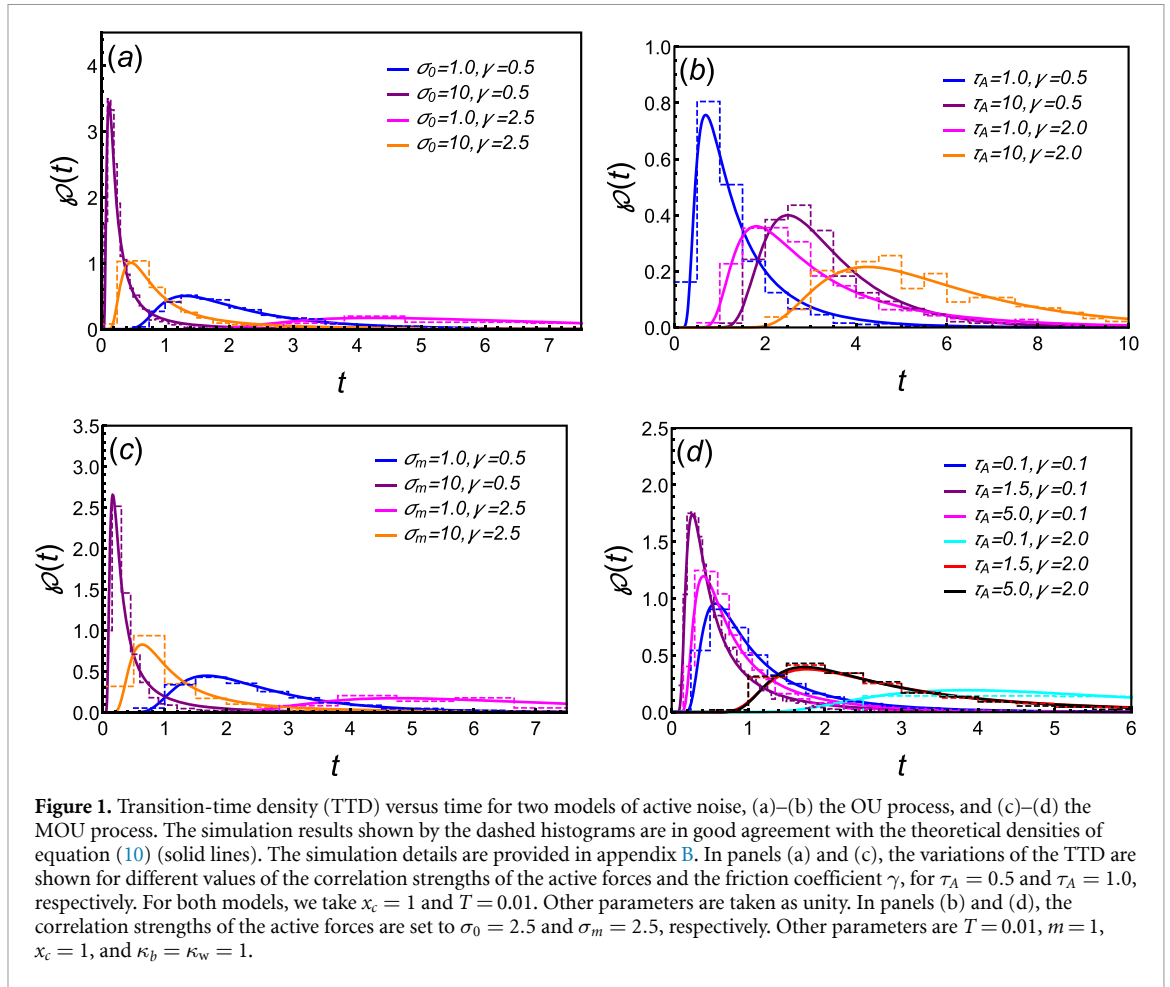 (a)
σ0=1.0, γ=0.5
σ0=10, γ=0.5
σ0=1.0, γ=2.5
σ0=10, γ=2.5
℘(t)
4
3
2
1
0
0 1 2 3 4 5 6 7
t
(b)
τA=1.0, γ=0.5
τA=10, γ=0.5
τA=1.0, γ=2.0
τA=10, γ=2.0
℘(t)
1.0
0.8
0.6
0.4
0.2
0.0
0 2 4 6 8 10
t
(c)
σm=1.0, γ=0.5
σm=10, γ=0.5
σm=1.0, γ=2.5
σm=10, γ=2.5
℘(t)
3.5
3.0
2.5
2.0
1.5
1.0
0.5
0.0
0 1 2 3 4 5 6 7
t
(d)
τA=0.1, γ=0.1
τA=1.5, γ=0.1
τA=5.0, γ=0.1
τA=0.1, γ=2.0
τA=1.5, γ=2.0
τA=5.0, γ=2.0
℘(t)
2.5
2.0
1.5
1.0
0.5
0.0
0 1 2 3 4 5 6
t
Figure 1. Transition-time density (TTD) versus time for two models of active noise, (a)–(b) the OU process, and (c)–(d) the
MOU process. The simulation results shown by the dashed histograms are in good agreement with the theoretical densities of
equation (10) (solid lines). The simulation details are provided in appendix B. In panels (a) and (c), the variations of the TTD are
shown for different values of the correlation strengths of the active forces and the friction coefficient γ, for τA = 0.5 and τA = 1.0,
respectively. For both models, we take xc = 1 and T = 0.01. Other parameters are taken as unity. In panels (b) and (d), the
correlation strengths of the active forces are set to σ0 = 2.5 and σm = 2.5, respectively. Other parameters are T = 0.01, m = 1,
xc = 1, and κb = κw = 1.